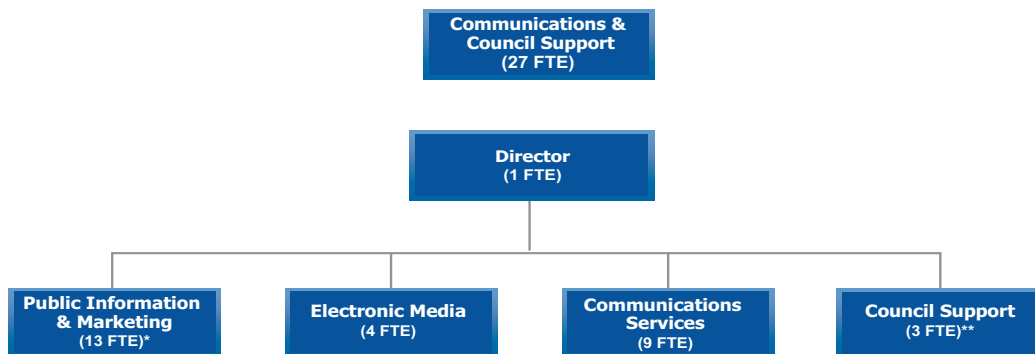 Communications &
Council Support
(27 FTE)
Director
(1 FTE)
Public Information
& Marketing
(13 FTE)*
Electronic Media
(4 FTE)
Communications
Services
(9 FTE)
Council Support
(3 FTE)**